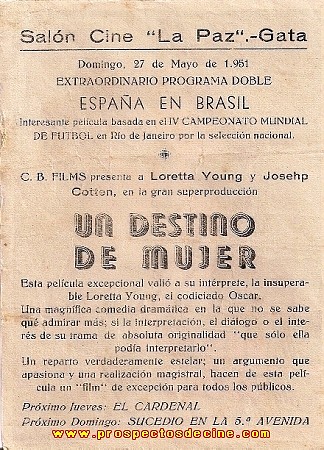 Salón Cine "La Paz".-Gata
Domingo, 27 de Mayo de 1.951
EXTRAORDINARIO PROGRAMA DOBLE
ESPAÑA EN BRASIL
Interesante película basada en el IV CAMPEONATO MUNDIAL
DE FUTBOL en Río de Janeiro por la selección nacional.
C. B. FILMS presenta a Loretta Young y Josehp
Cotten, en la gran superproducción
UN DESTINO
DE MUJER
Esta película excepcional valió a su intérprete, la insupera-
ble Loretta Young, el codiciado Oscar.
Una magnífica comedia dramática en la que no se sabe
qué admirar más; si la interpretación, el diálogo o el inte-
rés de su trama de absoluta originalidad "que sólo ella
podía interpretarlo".
Un reparto verdaderamente estelar; un argumento que
apasiona y una realización magistral, hacen de esta pelí-
cula un "film" de excepción para todos los públicos.
Próximo Jueves: EL CARDENAL
Próximo Domingo: SUCEDIO EN LA 5.ª AVENIDA
www.prospectosdecine.com